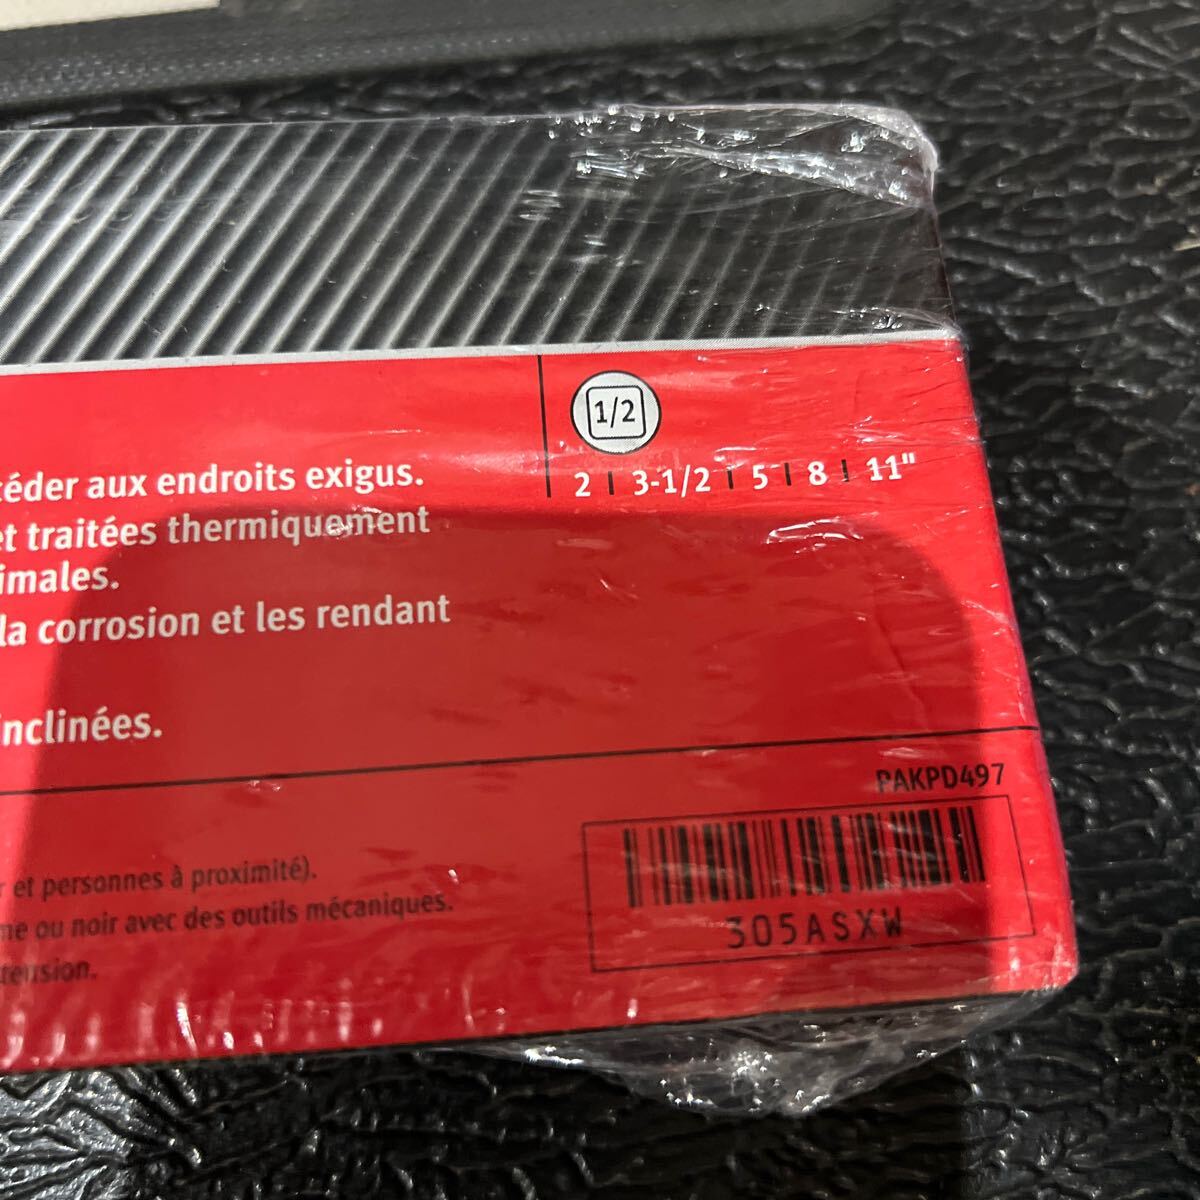 1/2
2 | 3-1/2 | 5 | 8 | 11"
céder aux endroits exigus.
et traitées thermiquement
imales.
la corrosion et les rendant
inclinées.
PAKPD497
305ASXW
r et personnes à proximité).
me ou noir avec des outils mécaniques.
tension.